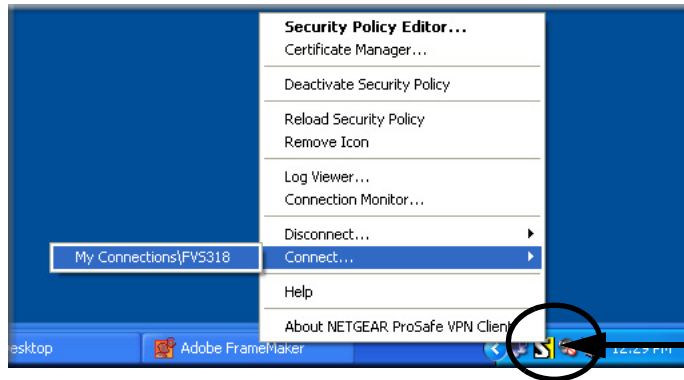 Security Policy Editor...
Certificate Manager...
Deactivate Security Policy
Reload Security Policy
Remove Icon
Log Viewer...
Connection Monitor...
Disconnect...
My Connections\FVS318
Connect...
Help
About NETGEAR ProSafe VPN Client
esktop
Adobe FrameMaker
S
12:29 PM